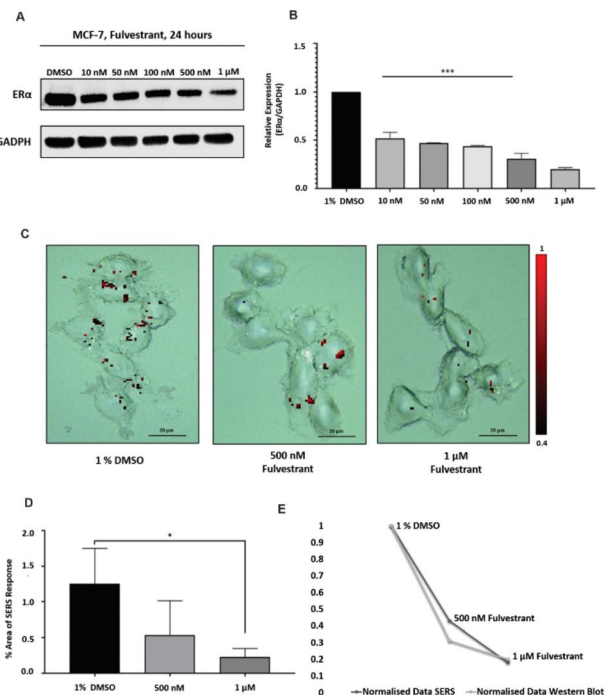 A
MCF-7, Fulvestrant, 24 hours
DMSO 10 nM 50 nM 100 nM 500 nM 1 µM
ERα
GADPH
B
Relative Expression
(ERα/GAPDH)
1.5
1.0
0.5
0.0
***
1% DMSO 10 nM 50 nM 100 nM 500 nM 1 µM
C
20 µm
20 µm
20 µm
1
0.4
1 % DMSO
500 nM
Fulvestrant
1 µM
Fulvestrant
D
% Area of SERS Response
2.0
1.5
1.0
0.5
0.0
*
1% DMSO 500 nM 1 µM
E
1
0.9
0.8
0.7
0.6
0.5
0.4
0.3
0.2
0.1
0
1 % DMSO
500 nM Fulvestrant
1 µM Fulvestrant
Normalised Data SERS Normalised Data Western Blot